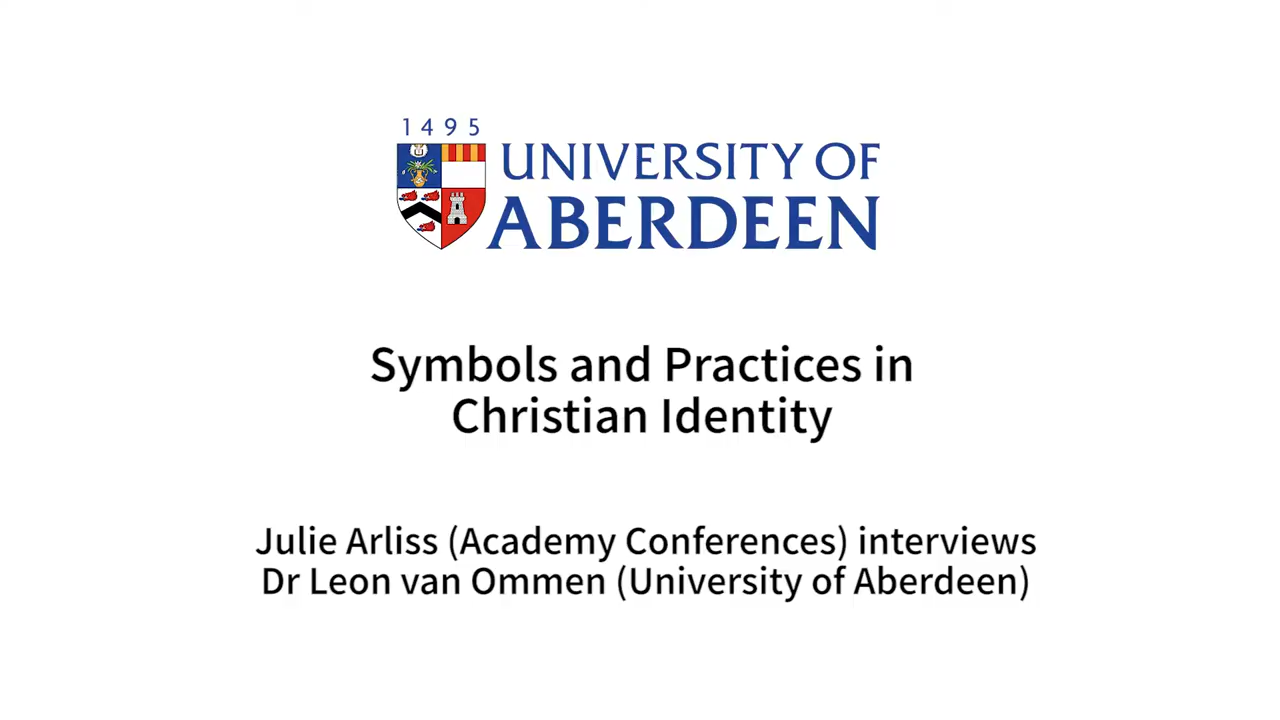 1495
UNIVERSITY OF
ABERDEEN
Symbols and Practices in
Christian Identity
Julie Arliss (Academy Conferences) interviews
Dr Leon van Ommen (University of Aberdeen)